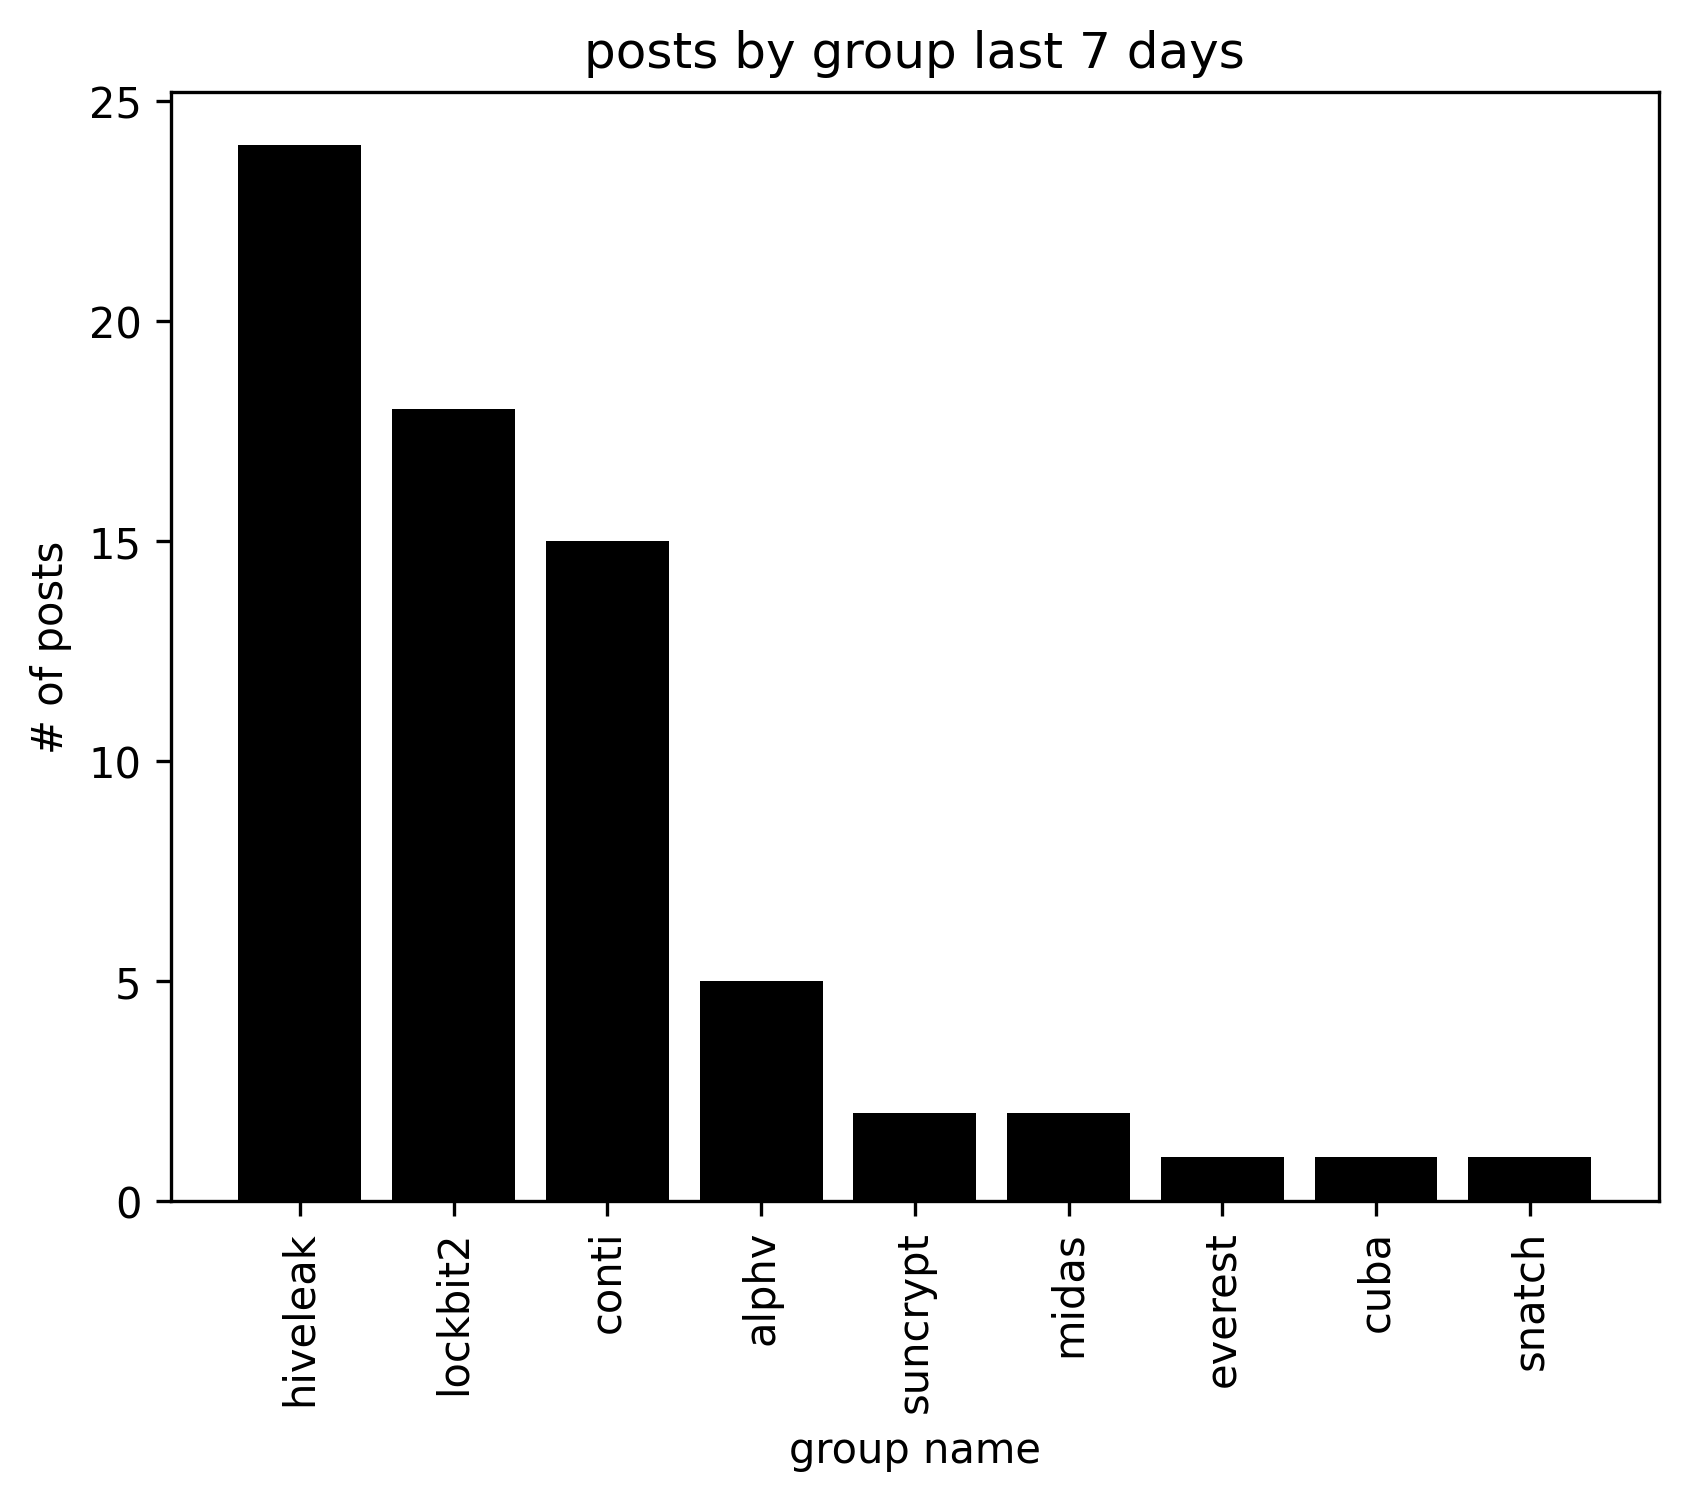 posts by group last 7 days
# of posts
25
20
15
10
5
0
hiveleak
lockbit2
conti
alphv
suncrypt
midas
everest
cuba
snatch
group name